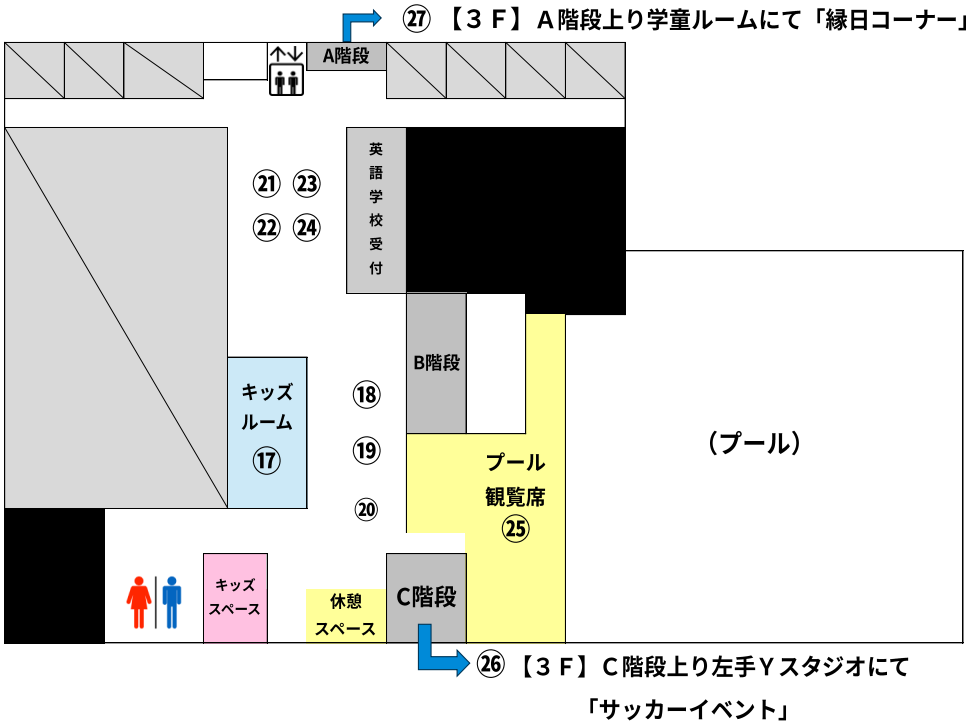 ㉗ 【３Ｆ】Ａ階段上り学童ルームにて「縁日コーナー」
A階段
英
語
学
校
受
付
㉑ ㉓
㉒ ㉔
B階段
キッズ
ルーム
⑰
⑱
⑲
⑳
（プール）
プール
観覧席
㉕
キッズ
スペース
休憩
スペース
C階段
㉖ 【３Ｆ】Ｃ階段上り左手Ｙスタジオにて
「サッカーイベント」